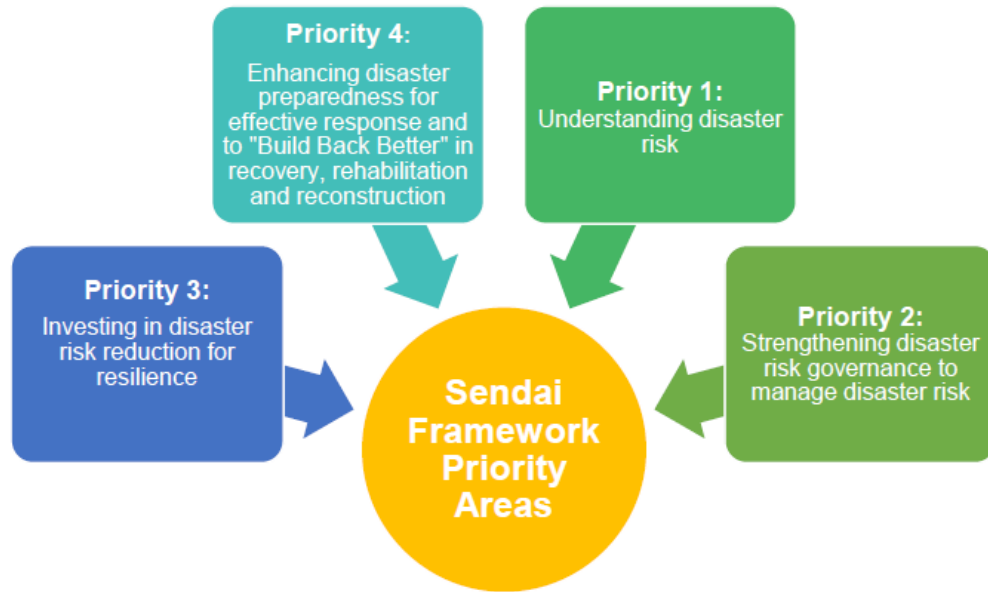 Priority 4:
Enhancing disaster
preparedness for
effective response and
to "Build Back Better" in
recovery, rehabilitation
and reconstruction
Priority 1:
Understanding disaster
risk
Priority 3:
Investing in disaster
risk reduction for
resilience
Priority 2:
Strengthening disaster
risk governance to
manage disaster risk
Sendai
Framework
Priority
Areas